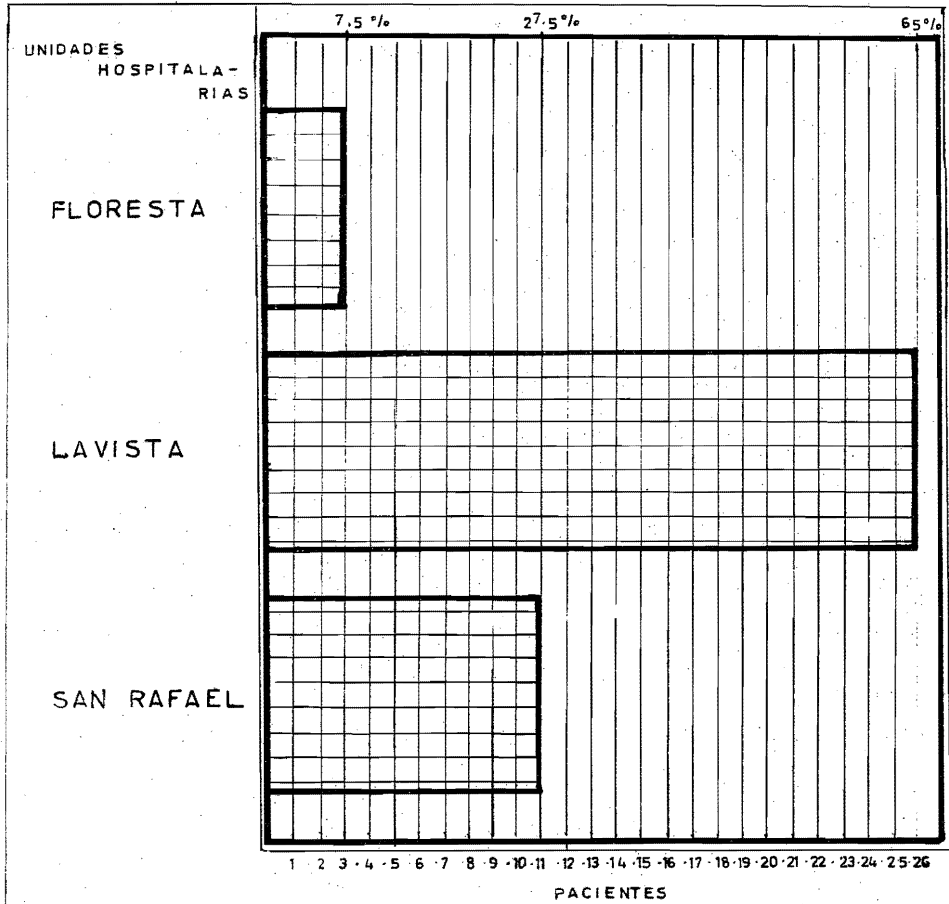 7.5 % 27.5 % 65 %
UNIDADES
HOSPITALA-
RIAS
FLORESTA
LA VISTA
SAN RAFAEL
1 · 2 · 3 · 4 · 5 · 6 · 7 · 8 · 9 · 10 · 11 · 12 · 13 · 14 · 15 · 16 · 17 · 18 · 19 · 20 · 21 · 22 · 23 · 24 · 25 · 26
PACIENTES